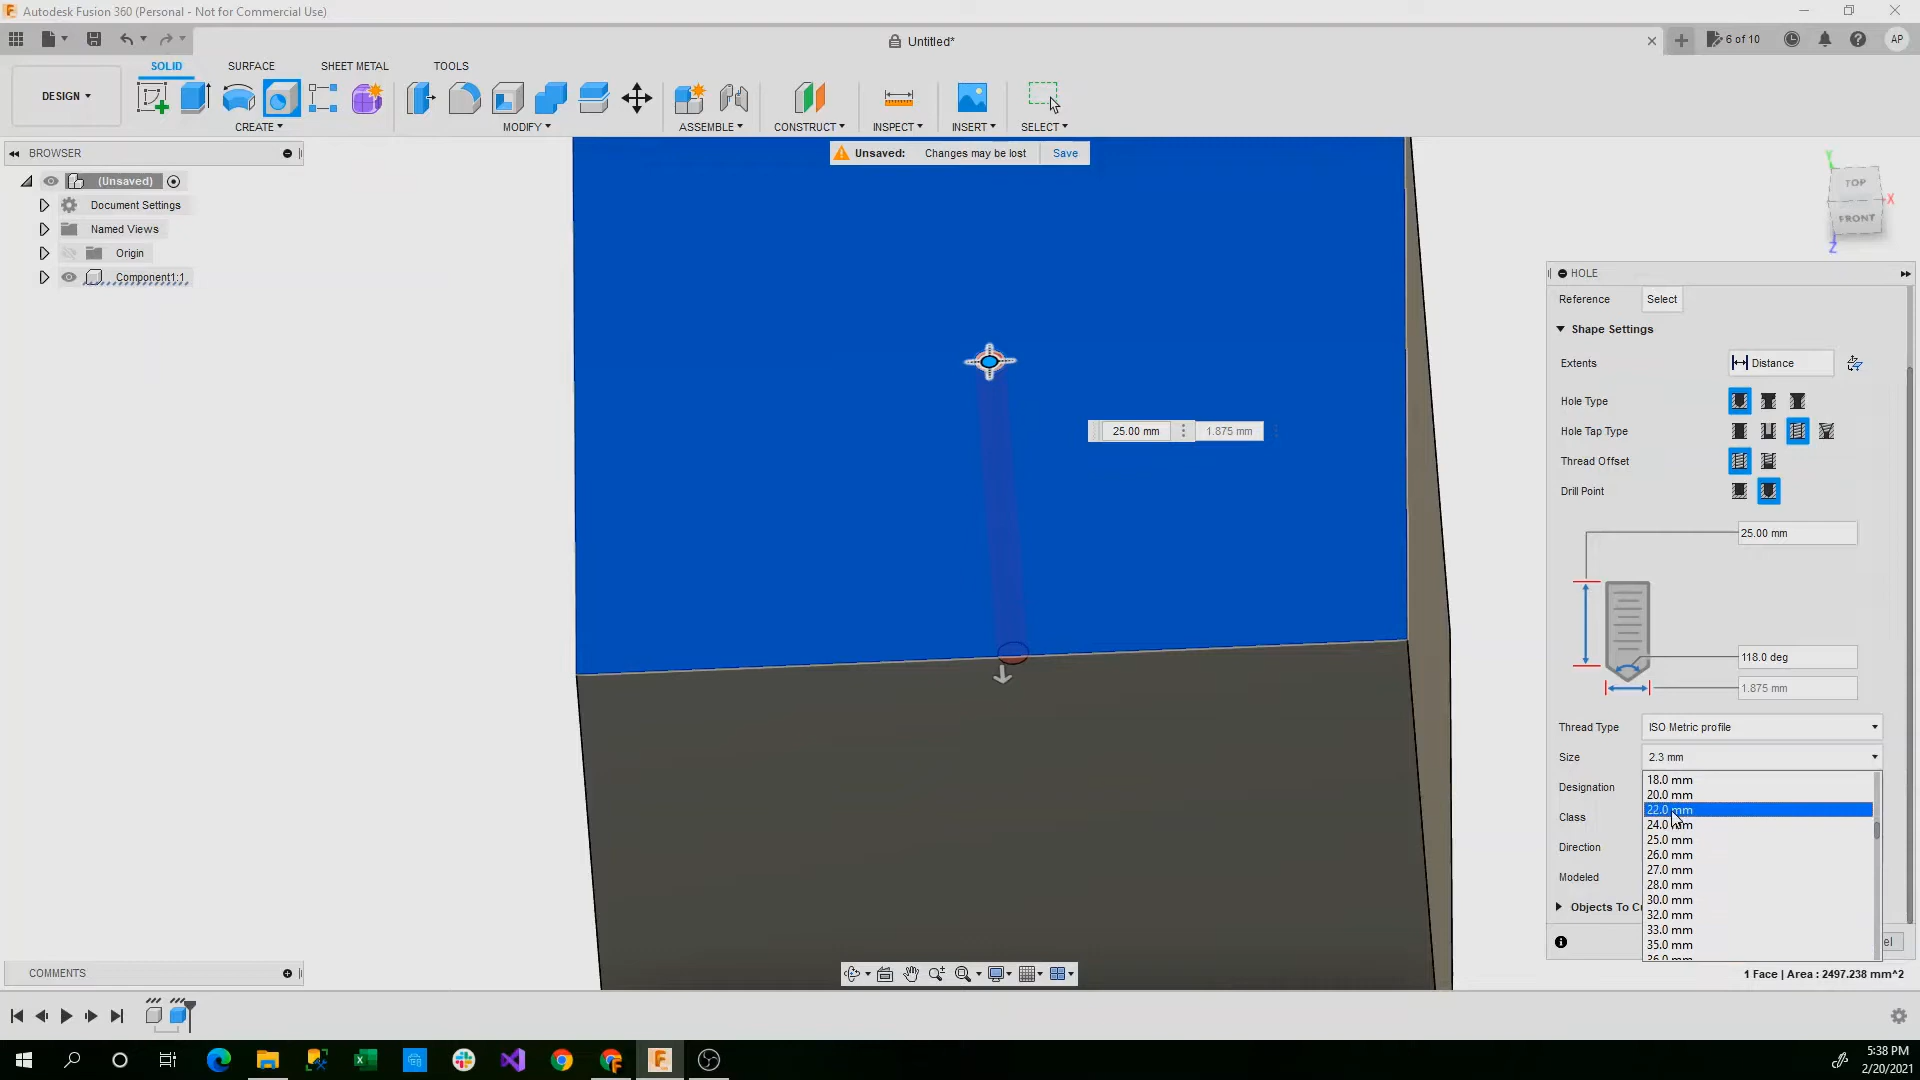 Autodesk Fusion 360 (Personal - Not for Commercial Use)
Untitled*
6 of 10
AP
DESIGN
SOLID
SURFACE
SHEET METAL
TOOLS
CREATE
MODIFY
ASSEMBLE
CONSTRUCT
INSPECT
INSERT
SELECT
BROWSER
Unsaved: Changes may be lost Save
(Unsaved)
Document Settings
Named Views
Origin
Component1:1
TOP
FRONT
Y
X
Z
25.00 mm
1.875 mm
HOLE
Reference Select
Shape Settings
Extents Distance
Hole Type
Hole Tap Type
Thread Offset
Drill Point
25.00 mm
118.0 deg
1.875 mm
Thread Type ISO Metric profile
Size 2.3 mm
Designation
Class
Direction
Modeled
18.0 mm
20.0 mm
22.0 mm
24.0 mm
25.0 mm
26.0 mm
27.0 mm
28.0 mm
30.0 mm
32.0 mm
33.0 mm
35.0 mm
36.0 mm
Objects To C
el
COMMENTS
1 Face | Area : 2497.238 mm^2
5:38 PM
2/20/2021